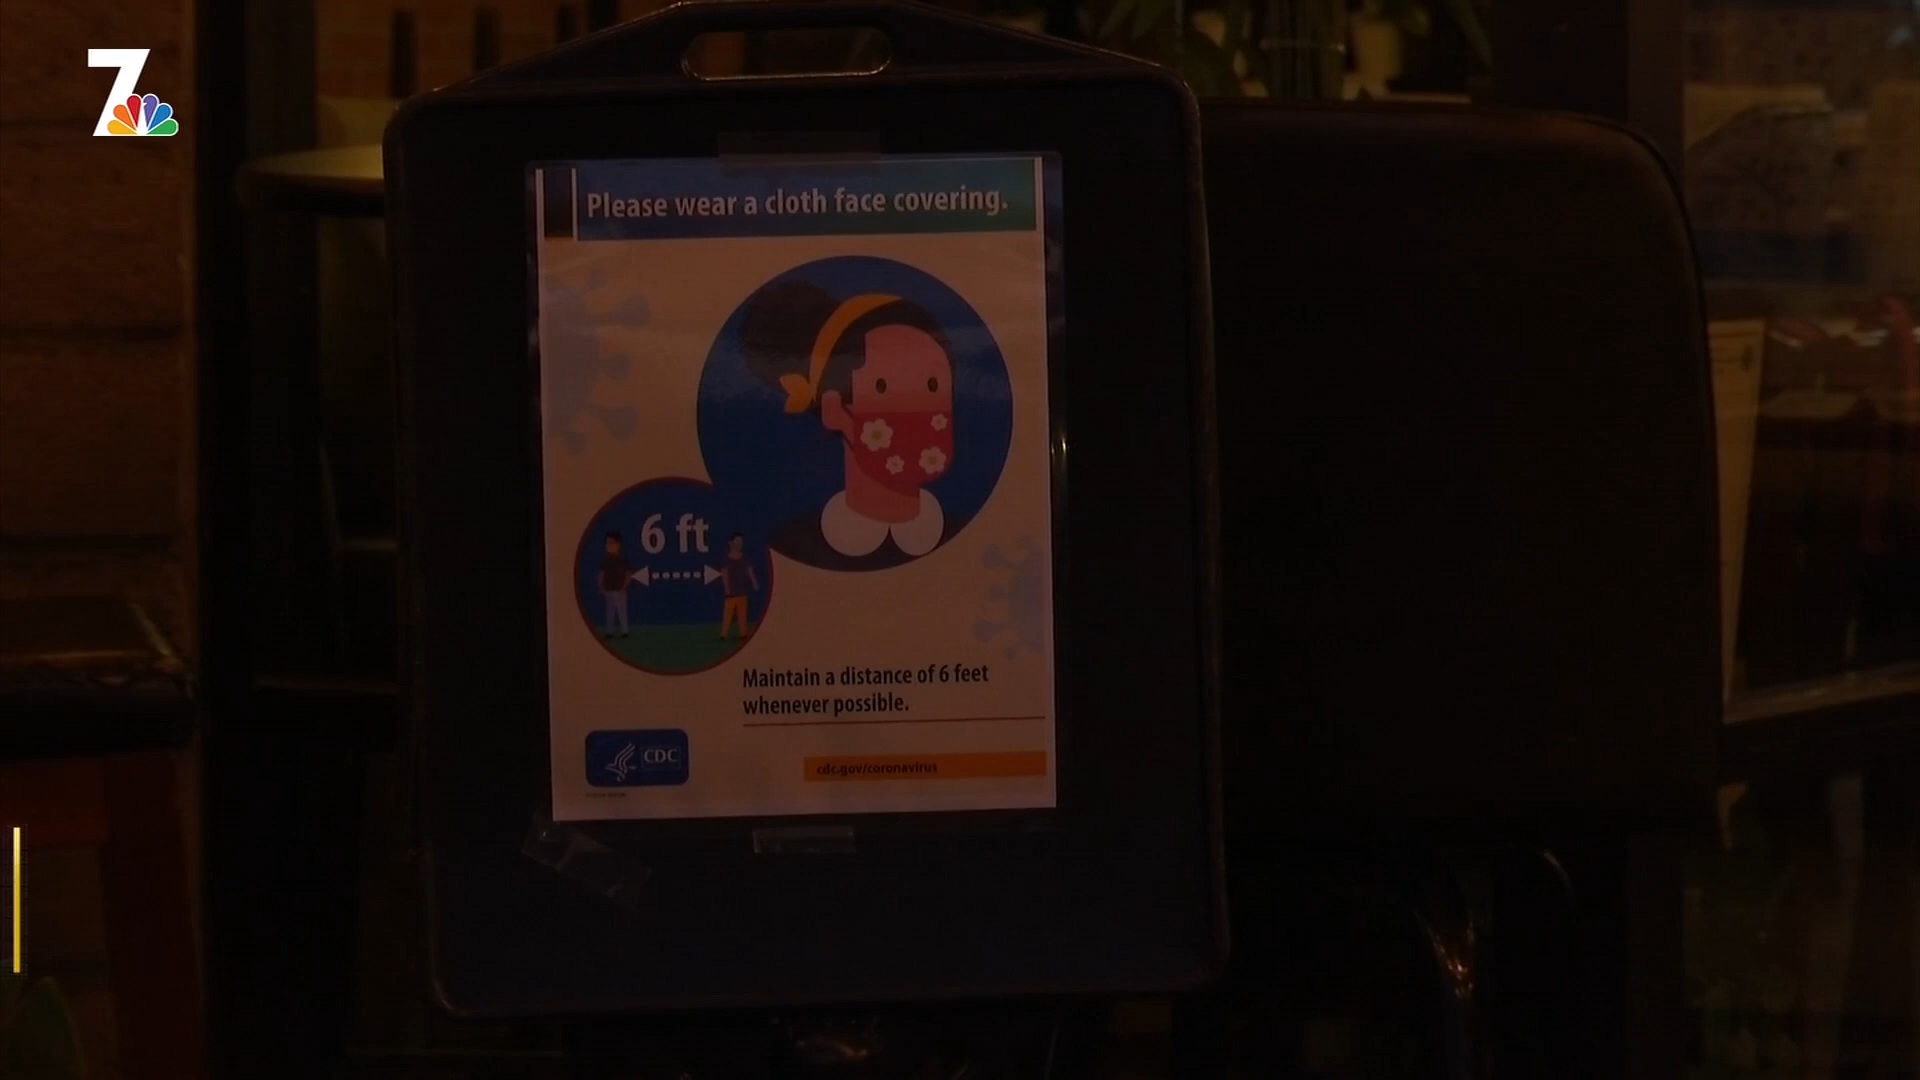 7
Please wear a cloth face covering.
6 ft
Maintain a distance of 6 feet
whenever possible.
CDC
cdc.gov/coronavirus